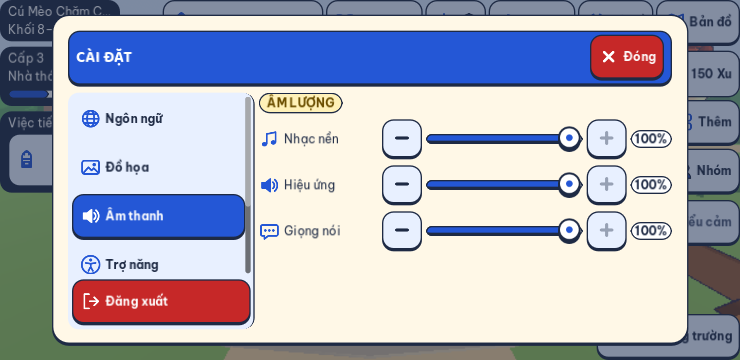 Cú Mèo Chăm C...
Khối 8 –
Cấp 3
Nhà thá
Việc tiế
CÀI ĐẶT
Đóng
Ngôn ngữ
Đồ họa
Âm thanh
Trợ năng
Đăng xuất
ÂM LƯỢNG
Nhạc nền
100%
Hiệu ứng
100%
Giọng nói
100%
Bản đồ
150 Xu
Thêm
Nhóm
ểu cảm
g trường